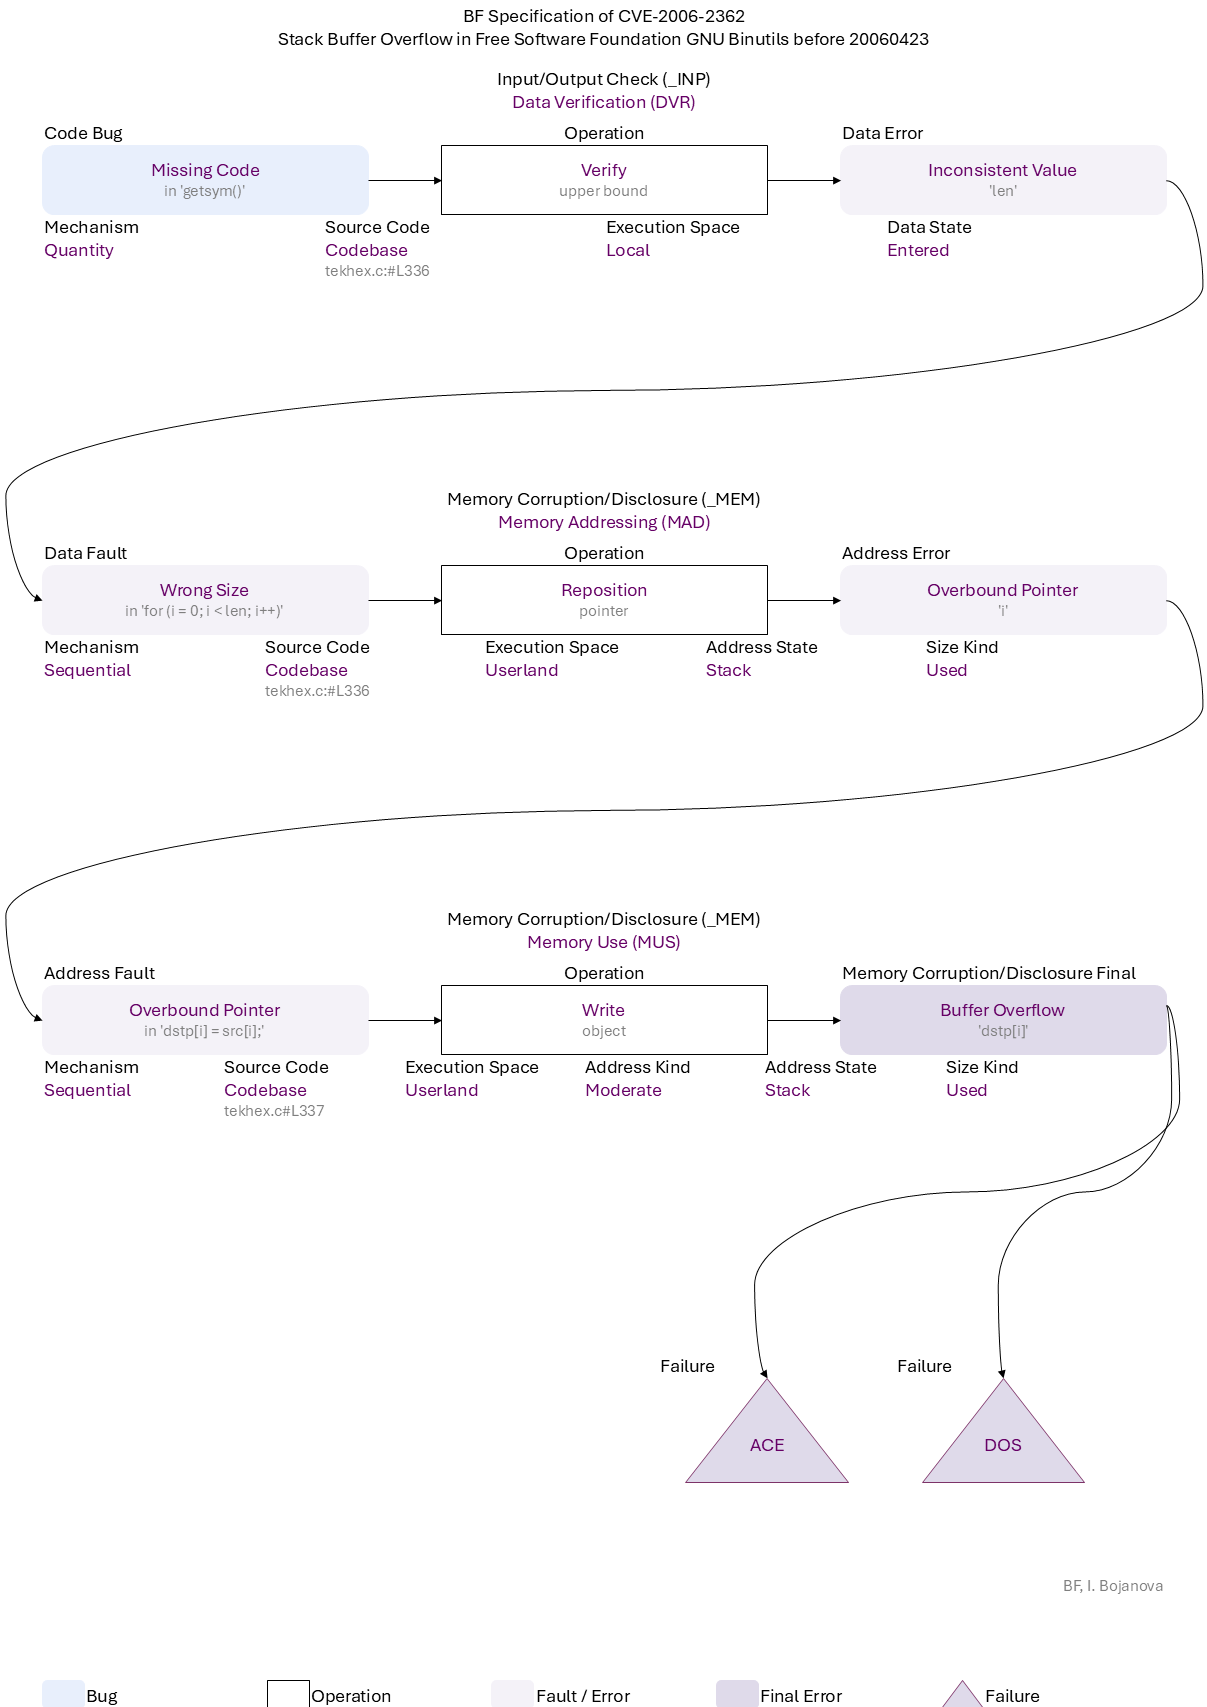 BF Specification of CVE-2006-2362
Stack Buffer Overflow in Free Software Foundation GNU Binutils before 20060423
Input/Output Check (_INP)
Data Verification (DVR)
Code Bug Operation Data Error
Missing Code Verify Inconsistent Value
in 'getsym()' upper bound 'len'
Mechanism Source Code Execution Space Data State
Quantity Codebase Local Entered
tekhex.c:#L336
Memory Corruption/Disclosure (_MEM)
Memory Addressing (MAD)
Data Fault Operation Address Error
Wrong Size Reposition Overbound Pointer
in 'for (i = 0; i < len; i++)' pointer 'i'
Mechanism Source Code Execution Space Address State Size Kind
Sequential Codebase Userland Stack Used
tekhex.c:#L336
Memory Corruption/Disclosure (_MEM)
Memory Use (MUS)
Address Fault Operation Memory Corruption/Disclosure Final
Overbound Pointer Write Buffer Overflow
in 'dstp[i] = src[i];' object 'dstp[i]'
Mechanism Source Code Execution Space Address Kind Address State Size Kind
Sequential Codebase Userland Moderate Stack Used
tekhex.c#L337
Failure Failure
ACE DOS
BF, I. Bojanova
Bug Operation Fault / Error Final Error Failure